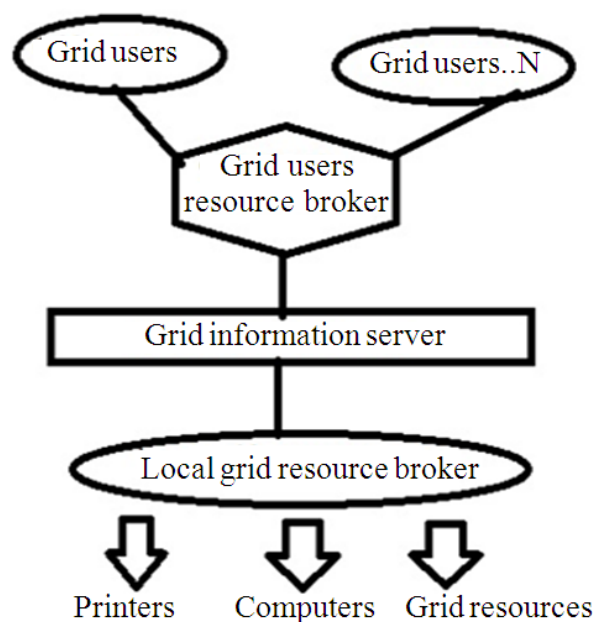 Grid users
Grid users..N
Grid users
resource broker
Grid information server
Local grid resource broker
Printers
Computers
Grid resources